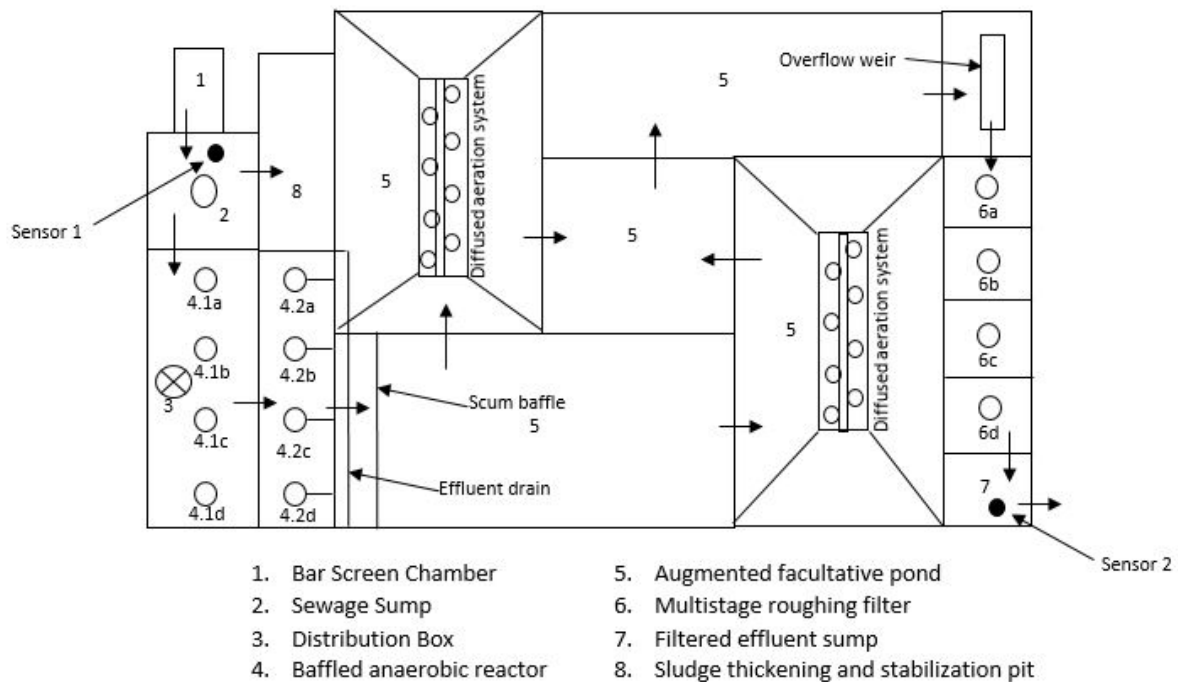 Overflow weir
1
5
Diffused aeration system
5
8
2
Sensor 1
6a
5
6b
4.1a
4.2a
Diffused aeration system
5
4.1b
4.2b
6c
3
Scum baffle
5
6d
4.1c
4.2c
Effluent drain
7
4.1d
4.2d
Sensor 2
1. Bar Screen Chamber
2. Sewage Sump
3. Distribution Box
4. Baffled anaerobic reactor
5. Augmented facultative pond
6. Multistage roughing filter
7. Filtered effluent sump
8. Sludge thickening and stabilization pit